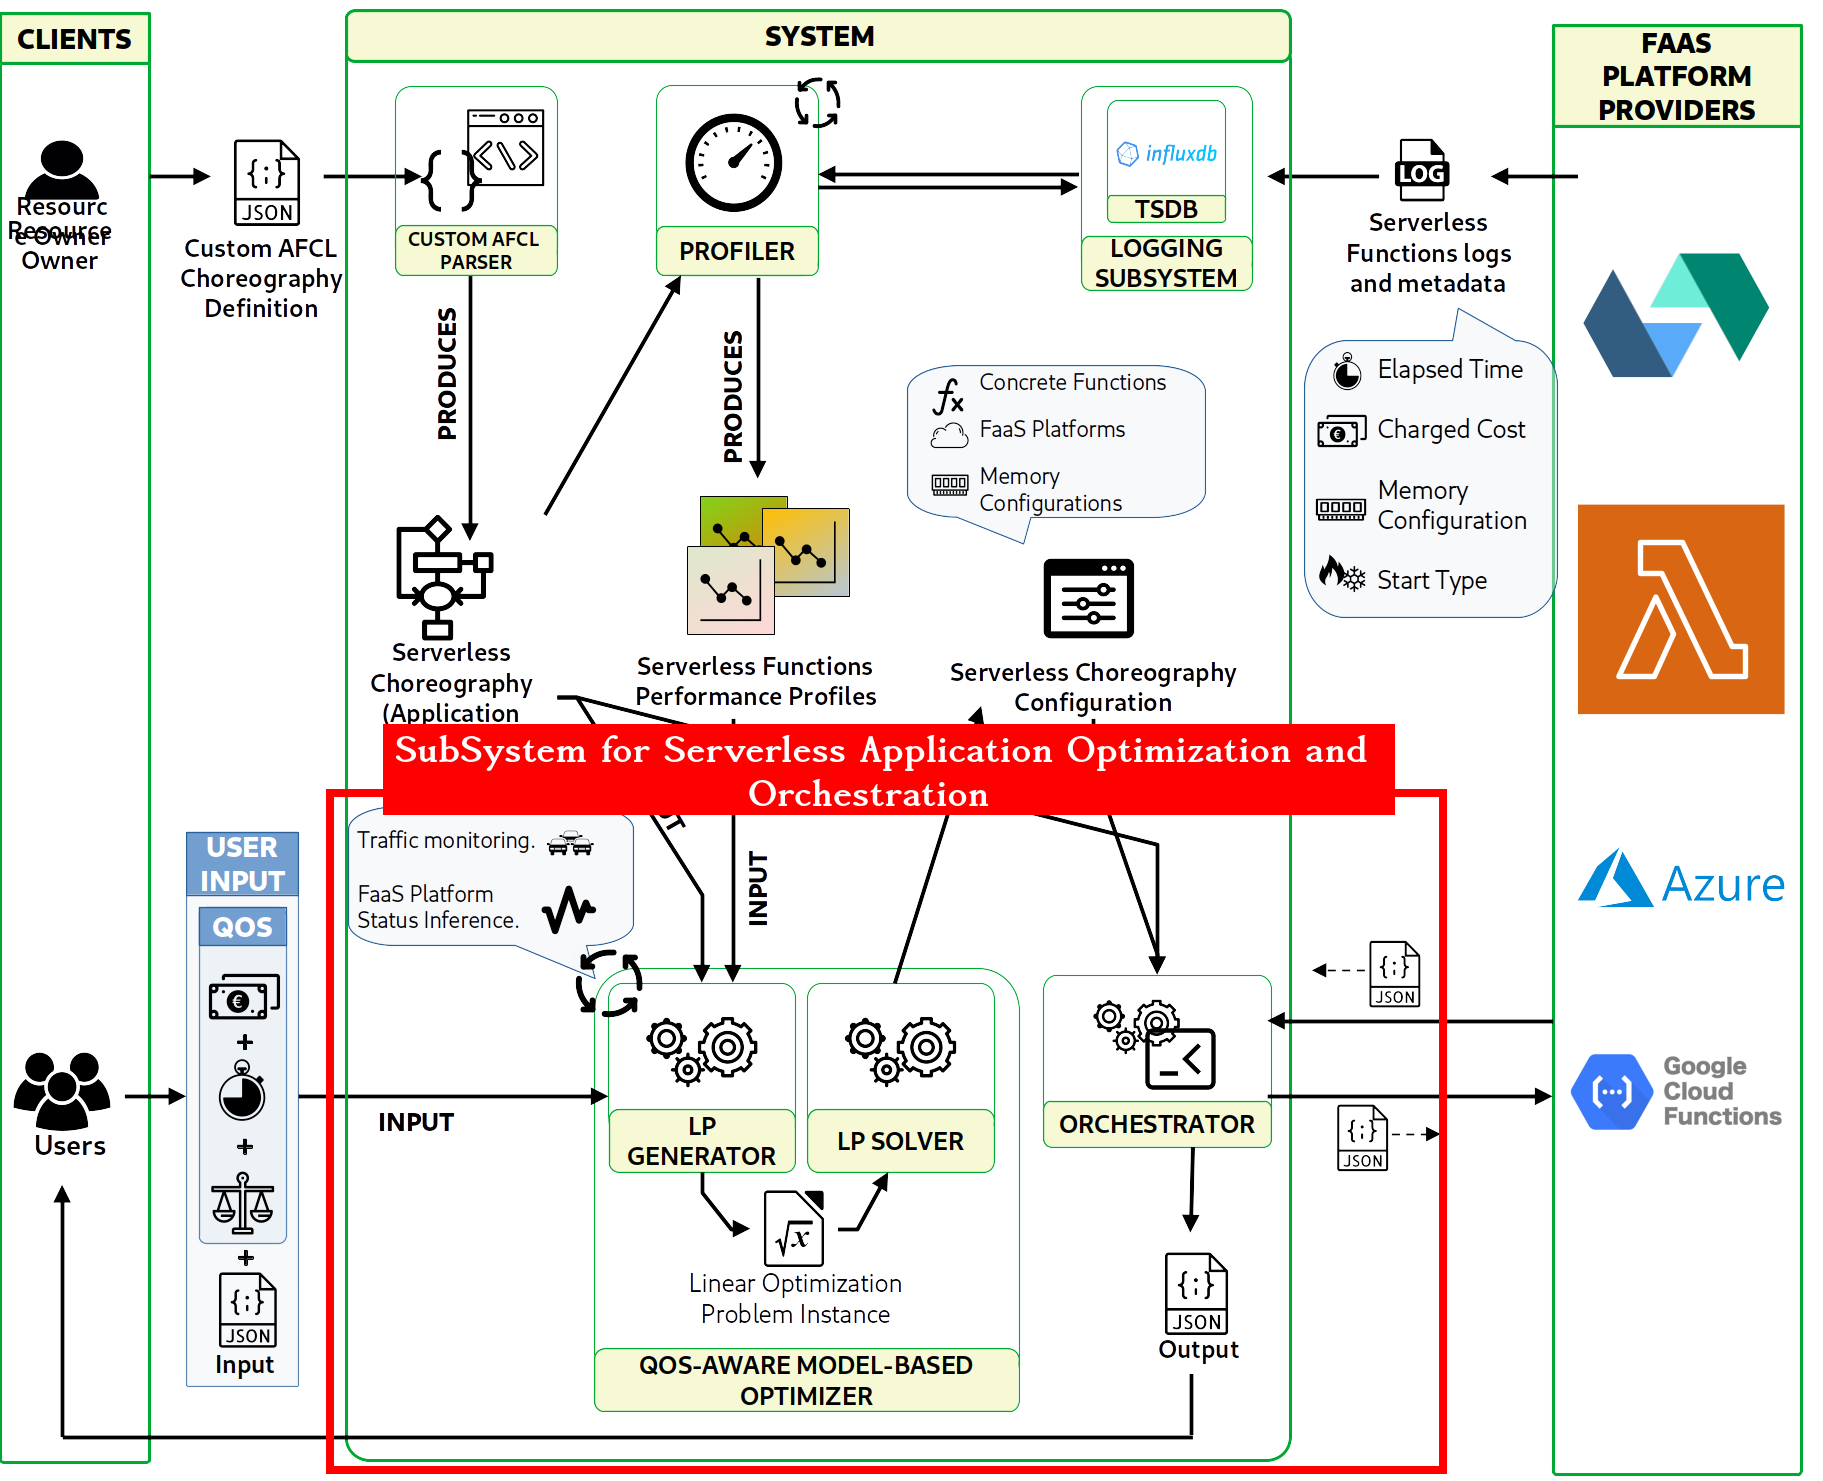 CLIENTS
SYSTEM
FAAS
PLATFORM
PROVIDERS
Resourc
e Owner
Resource
Owner
{;}
JSON
Custom AFCL
Choreography
Definition
{ }
<\>
CUSTOM AFCL
PARSER
PROFILER
influxdb
TSDB
LOGGING
SUBSYSTEM
LOG
Serverless
Functions logs
and metadata
Elapsed Time
Charged Cost
Memory
Configuration
Start Type
PRODUCES
PRODUCES
fx
Concrete Functions
FaaS Platforms
Memory
Configurations
Serverless
Choreography
(Application
Serverless Functions
Performance Profiles
Serverless Choreography
Configuration
SubSystem for Serverless Application Optimization and
Orchestration
Traffic monitoring.
FaaS Platform
Status Inference.
INPUT
USER
INPUT
QOS
€
+
+
+
{;}
JSON
Input
Users
INPUT
LP
GENERATOR
LP SOLVER
√x
Linear Optimization
Problem Instance
QOS-AWARE MODEL-BASED
OPTIMIZER
ORCHESTRATOR
{;}
JSON
Output
{;}
JSON
{;}
JSON
Azure
Google
Cloud
Functions